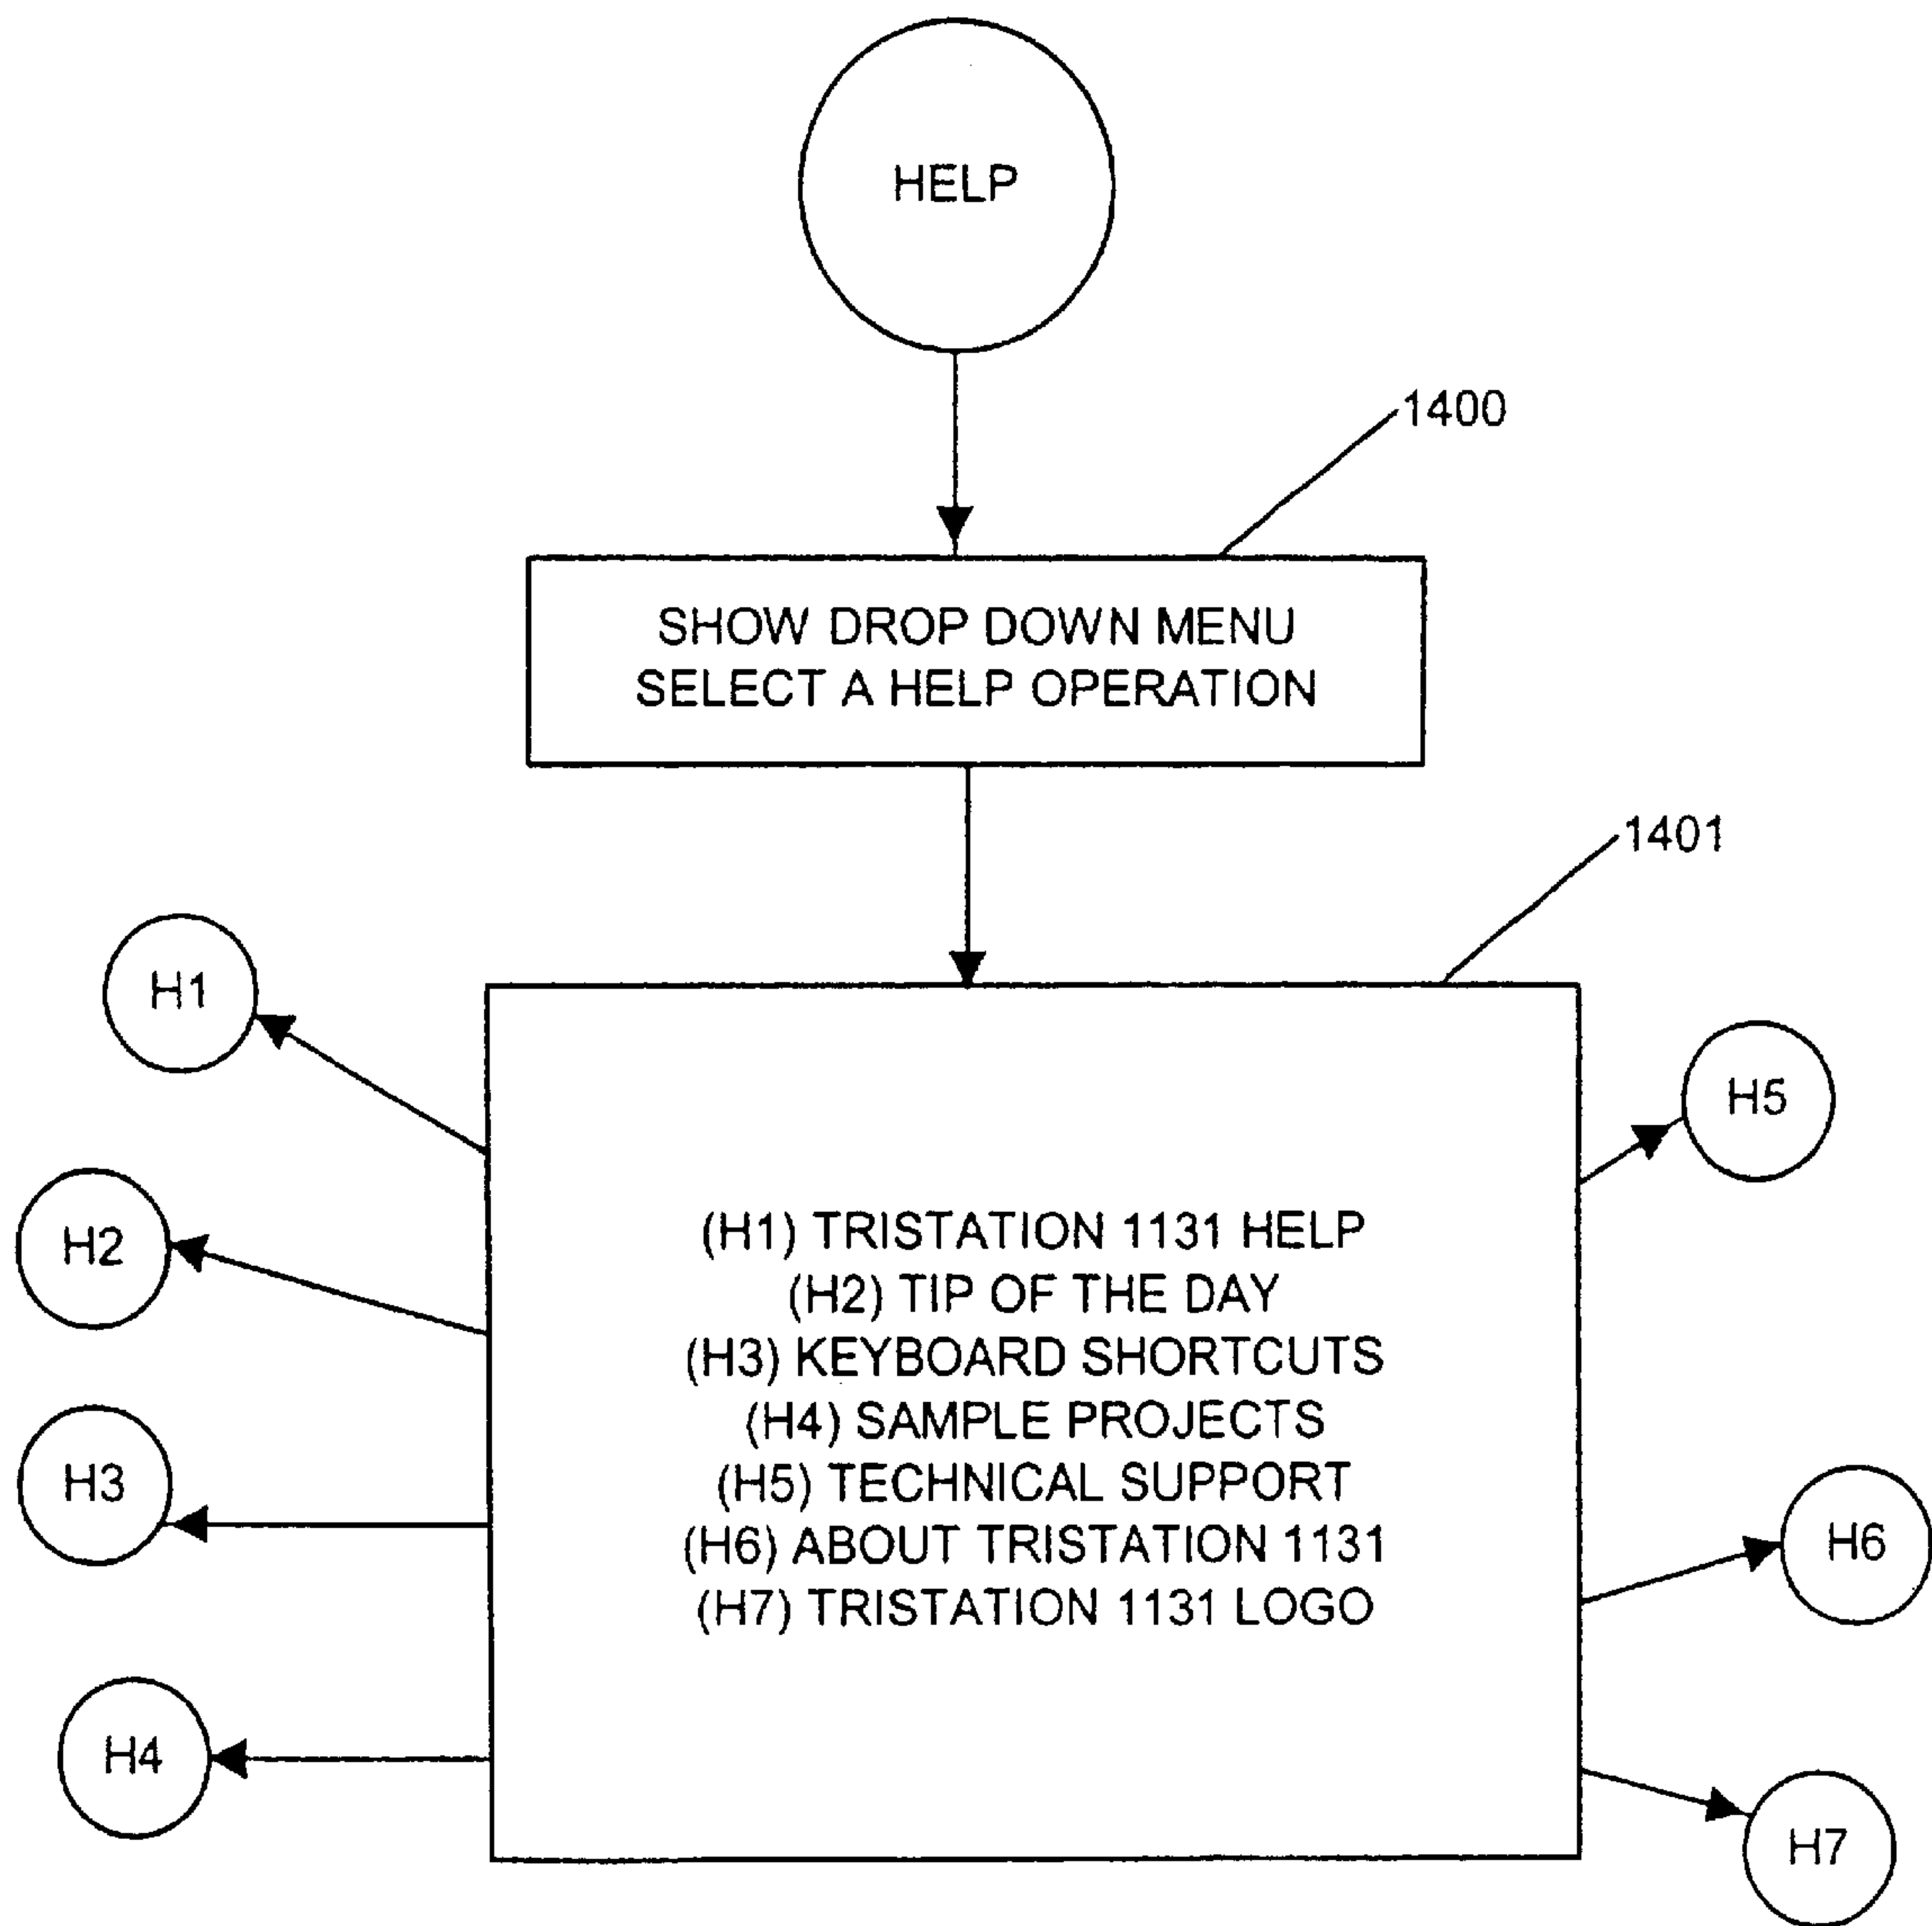 HELP
1400
SHOW DROP DOWN MENU
SELECT A HELP OPERATION
1401
H1
H2
H3
H4
(H1) TRISTATION 1131 HELP
(H2) TIP OF THE DAY
(H3) KEYBOARD SHORTCUTS
(H4) SAMPLE PROJECTS
(H5) TECHNICAL SUPPORT
(H6) ABOUT TRISTATION 1131
(H7) TRISTATION 1131 LOGO
H5
H6
H7